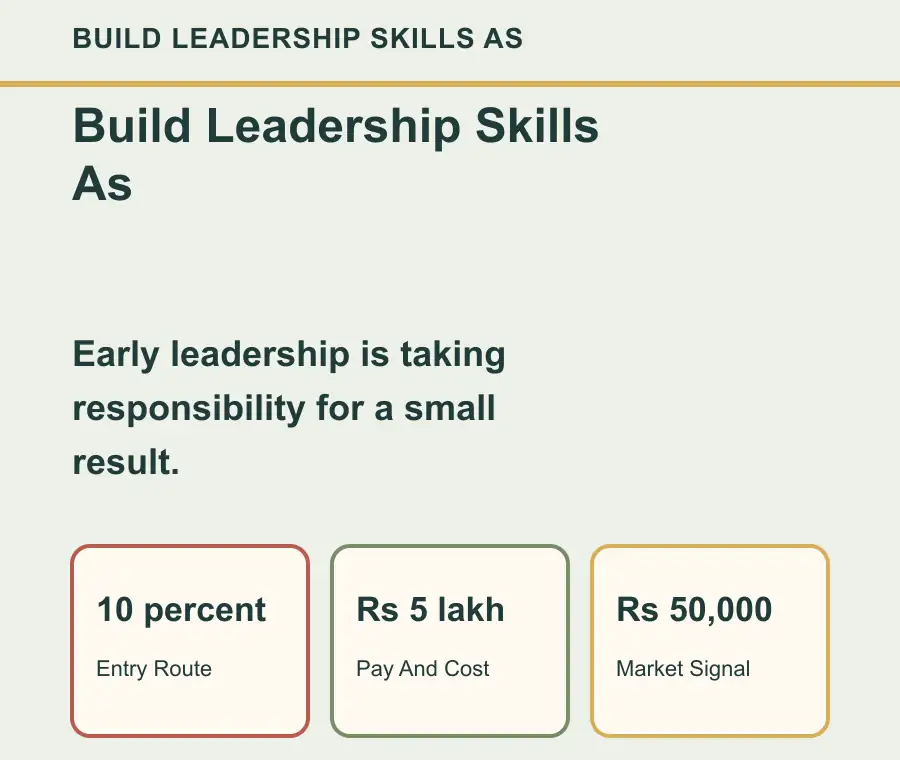 BUILD LEADERSHIP SKILLS AS
Build Leadership Skills
As
Early leadership is taking
responsibility for a small
result.
10 percent
Entry Route
Rs 5 lakh
Pay And Cost
Rs 50,000
Market Signal